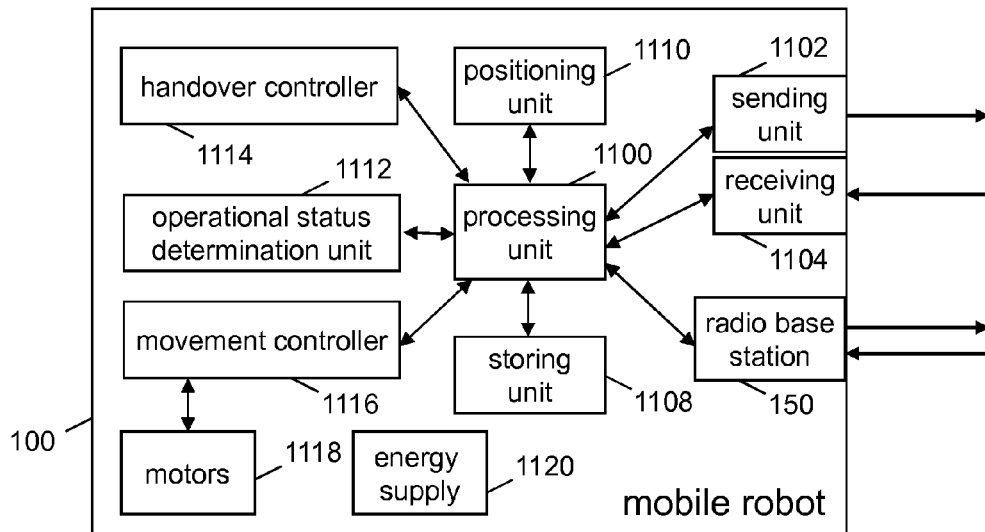 handover controller
1114
positioning
unit
1110
1102
sending
unit
1112
operational status
determination unit
1100
processing
unit
receiving
unit
1104
movement controller
1116
storing
unit
1108
radio base
station
150
100
motors
1118
energy
supply
1120
mobile robot